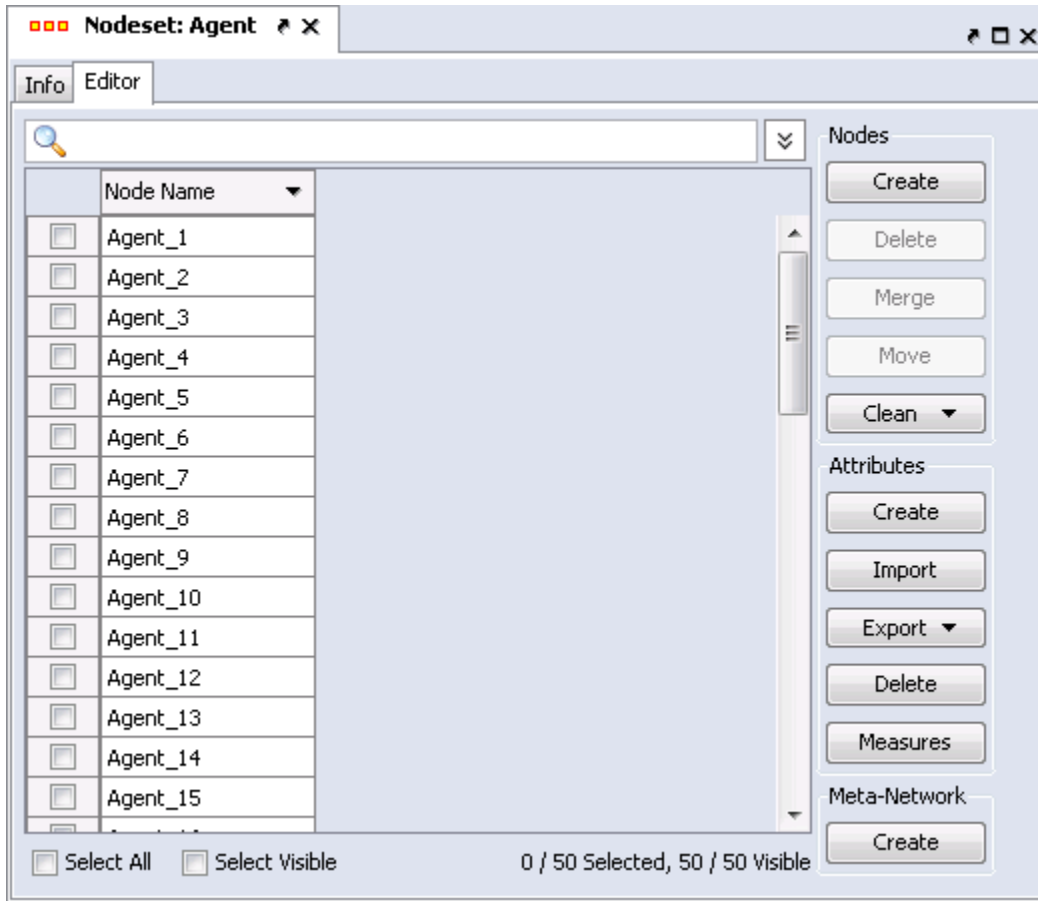 Nodeset: Agent
Info
Editor
Node Name
Agent_1
Agent_2
Agent_3
Agent_4
Agent_5
Agent_6
Agent_7
Agent_8
Agent_9
Agent_10
Agent_11
Agent_12
Agent_13
Agent_14
Agent_15
Select All
Select Visible
0 / 50 Selected, 50 / 50 Visible
Nodes
Create
Delete
Merge
Move
Clean
Attributes
Create
Import
Export
Delete
Measures
Meta-Network
Create